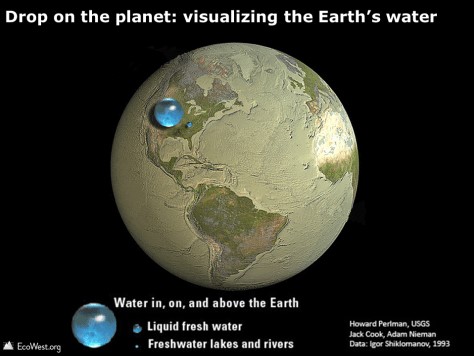 Drop on the planet: visualizing the Earth's water
Water in, on, and above the Earth
Liquid fresh water
Freshwater lakes and rivers
Howard Perlman, USGS
Jack Cook, Adam Nieman
Data: Igor Shiklomanov, 1993
EcoWest.org